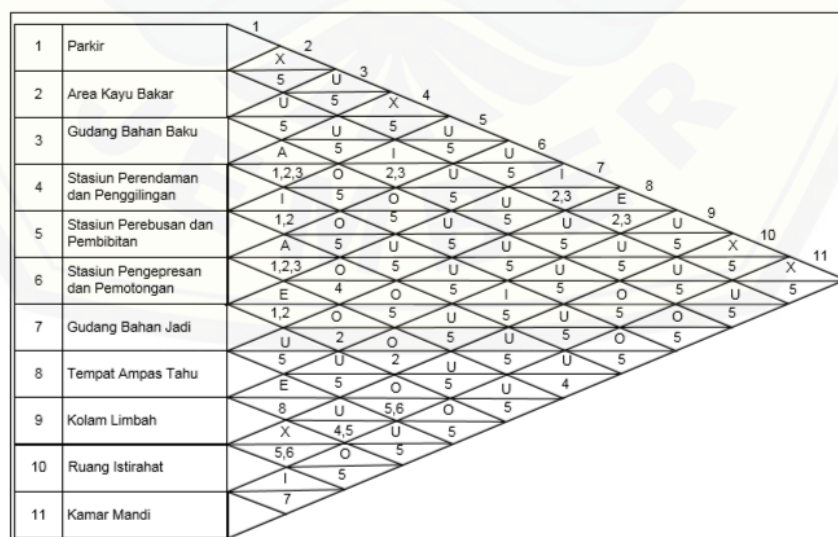 1
1 Parkir 2
X
5 U 3
2 Area Kayu Bakar
U 5 X 4
3 Gudang Bahan Baku
5 U 5 U 5
A 5 I 5 U 6
4 Stasiun Perendaman
dan Penggilingan
1,2,3 O 2,3 U 5 I 7
I 5 O 5 U 2,3 E 8
5 Stasiun Perebusan dan
Pembibitan
1,2 O 5 U 5 U 2,3 U 9
A 5 U 5 U 5 U 5 X 10
6 Stasiun Pengepresan
dan Pemotongan
1,2,3 O 5 U 5 U 5 U 5 X 11
E 4 O 5 I 5 O 5 U 5
7 Gudang Bahan Jadi
1,2 O 5 U 5 U 5 O 5
U 2 O 5 U 5 O 5
8 Tempat Ampas Tahu
5 U 2 U 5 U 5
E 5 O 5 U 4
9 Kolam Limbah
8 U 5,6 O 5
X 4,5 U 5
10 Ruang Istirahat
5,6 O 5
I 5
11 Kamar Mandi
7